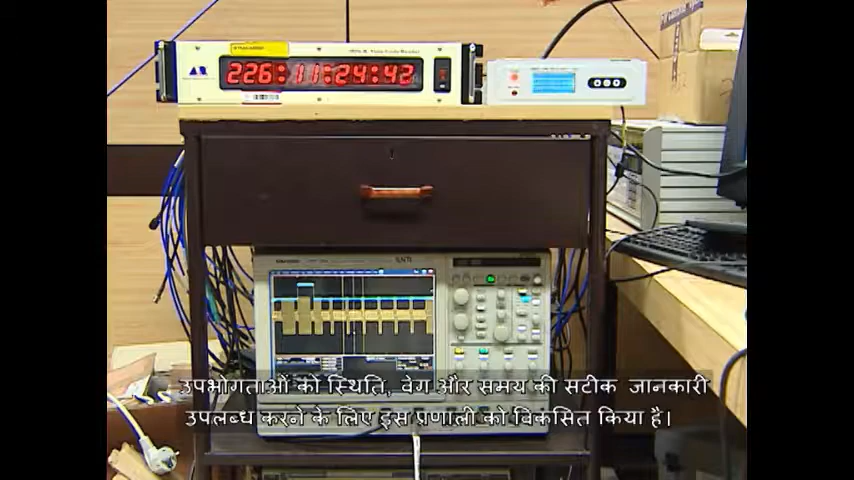 226:11:24:42
उपभोगताओं को स्थिति, वेग और समय की सटीक जानकारी
उपलब्ध करने के लिए इस प्रणाली को विकसित किया है।